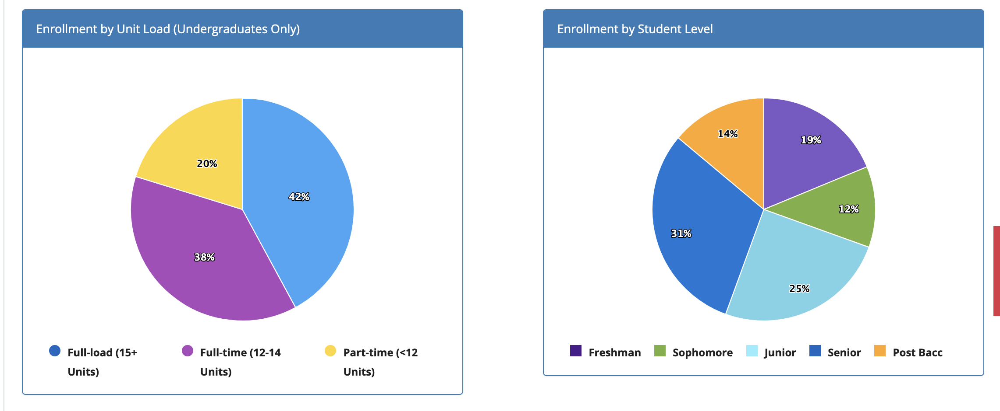 Enrollment by Unit Load (Undergraduates Only)
20%
42%
38%
Full-load (15+
Units)
Full-time (12-14
Units)
Part-time (<12
Units)
Enrollment by Student Level
14%
19%
12%
31%
25%
Freshman
Sophomore
Junior
Senior
Post Bacc